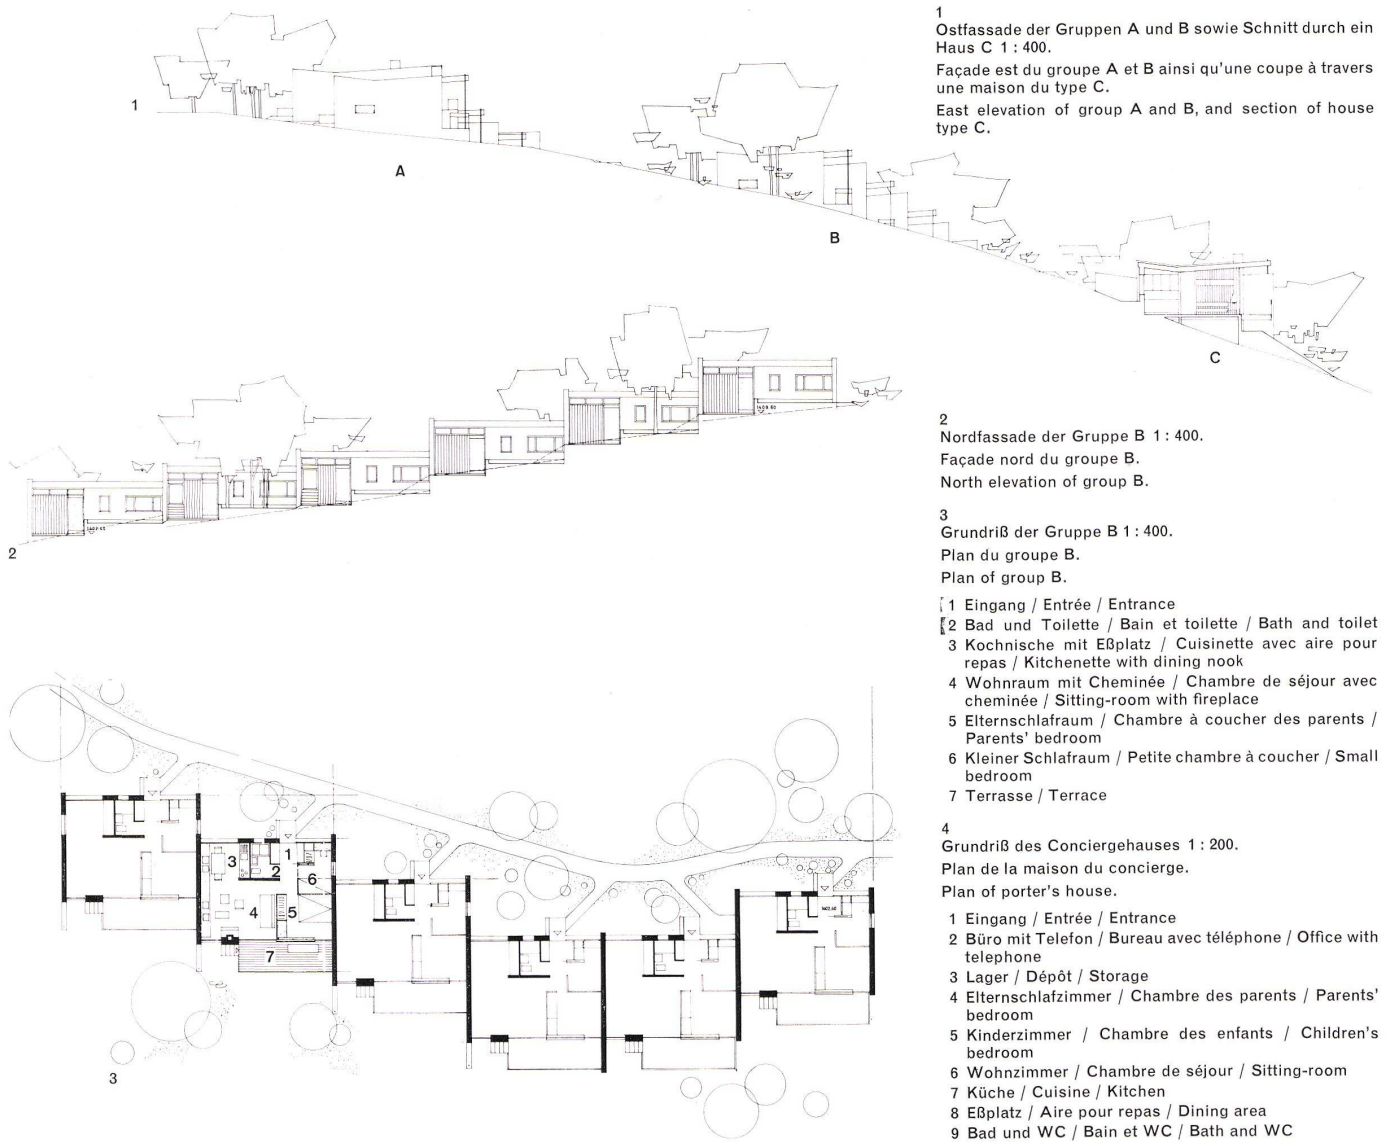 1
Ostfassade der Gruppen A und B sowie Schnitt durch ein
Haus C 1 : 400.
Façade est du groupe A et B ainsi qu'une coupe à travers
une maison du type C.
East elevation of group A and B, and section of house
type C.
1
A
B
C
2
Nordfassade der Gruppe B 1 : 400.
Façade nord du groupe B.
North elevation of group B.
2
3
Grundriß der Gruppe B 1 : 400.
Plan du groupe B.
Plan of group B.
1 Eingang / Entrée / Entrance
2 Bad und Toilette / Bain et toilette / Bath and toilet
3 Kochnische mit Eßplatz / Cuisinette avec aire pour
repas / Kitchenette with dining nook
4 Wohnraum mit Cheminée / Chambre de séjour avec
cheminée / Sitting-room with fireplace
5 Elternschlafraum / Chambre à coucher des parents /
Parents' bedroom
6 Kleiner Schlafraum / Petite chambre à coucher / Small
bedroom
7 Terrasse / Terrace
1
3
2
6
4
5
7
3
4
Grundriß des Conciergehauses 1 : 200.
Plan de la maison du concierge.
Plan of porter's house.
1 Eingang / Entrée / Entrance
2 Büro mit Telefon / Bureau avec téléphone / Office with
telephone
3 Lager / Dépôt / Storage
4 Elternschlafzimmer / Chambre des parents / Parents'
bedroom
5 Kinderzimmer / Chambre des enfants / Children's
bedroom
6 Wohnzimmer / Chambre de séjour / Sitting-room
7 Küche / Cuisine / Kitchen
8 Eßplatz / Aire pour repas / Dining area
9 Bad und WC / Bain et WC / Bath and WC